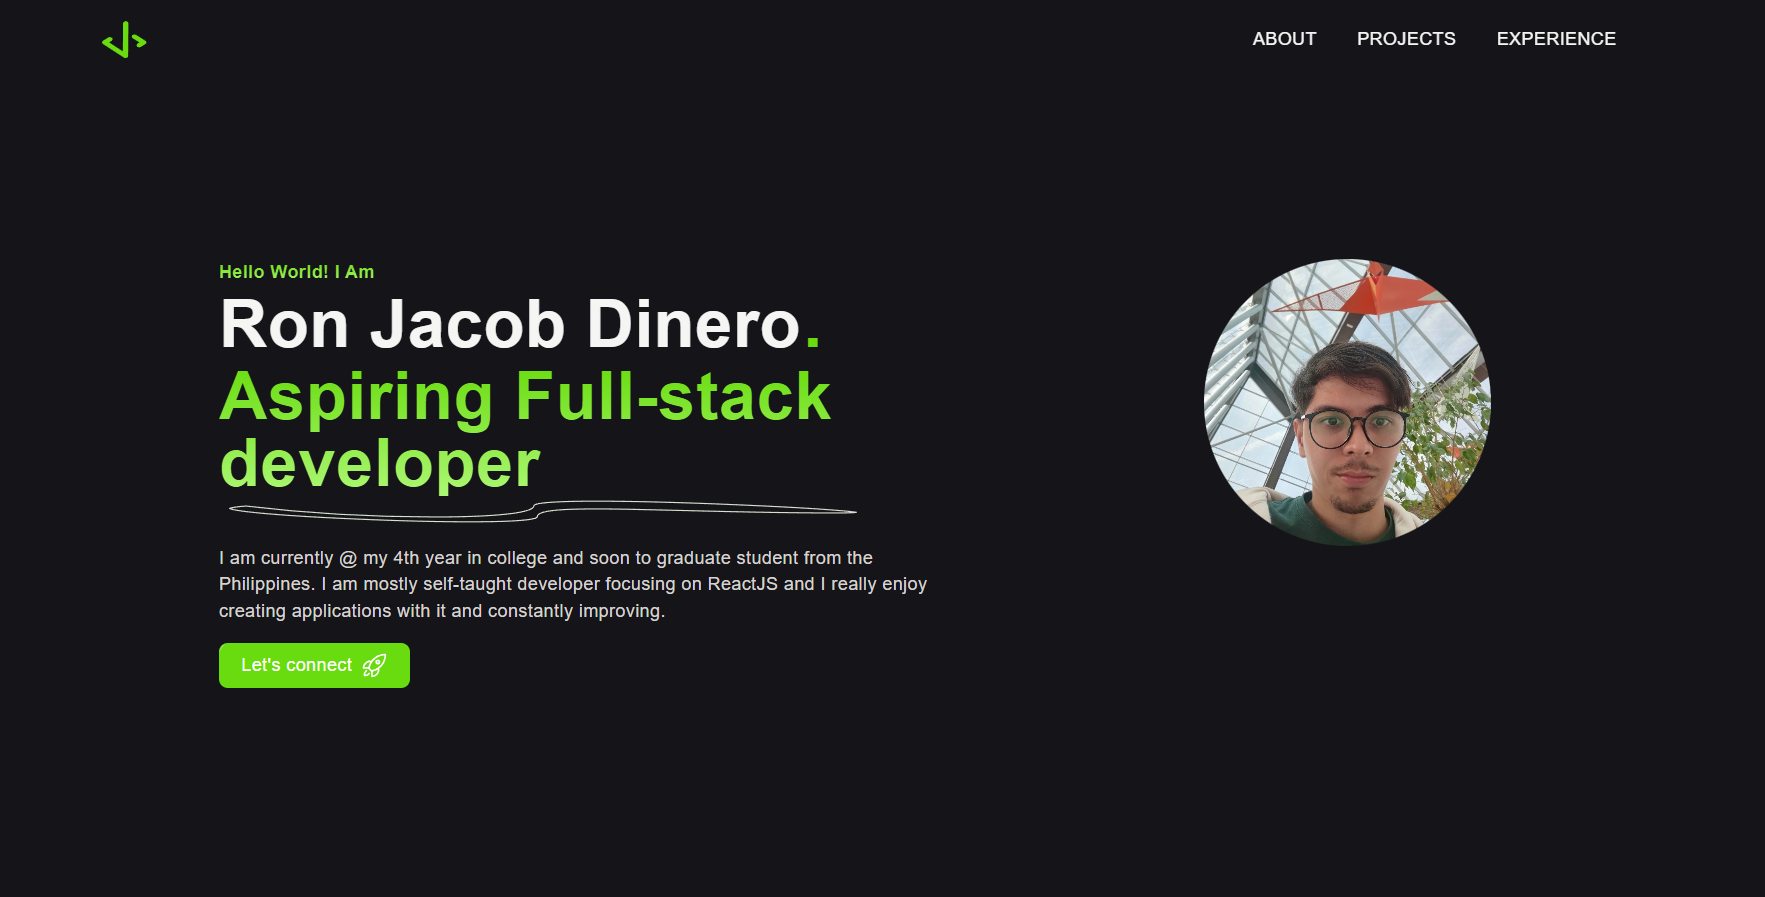 ABOUT PROJECTS EXPERIENCE
Hello World! I Am
Ron Jacob Dinero.
Aspiring Full-stack
developer
I am currently @ my 4th year in college and soon to graduate student from the
Philippines. I am mostly self-taught developer focusing on ReactJS and I really enjoy
creating applications with it and constantly improving.
Let's connect